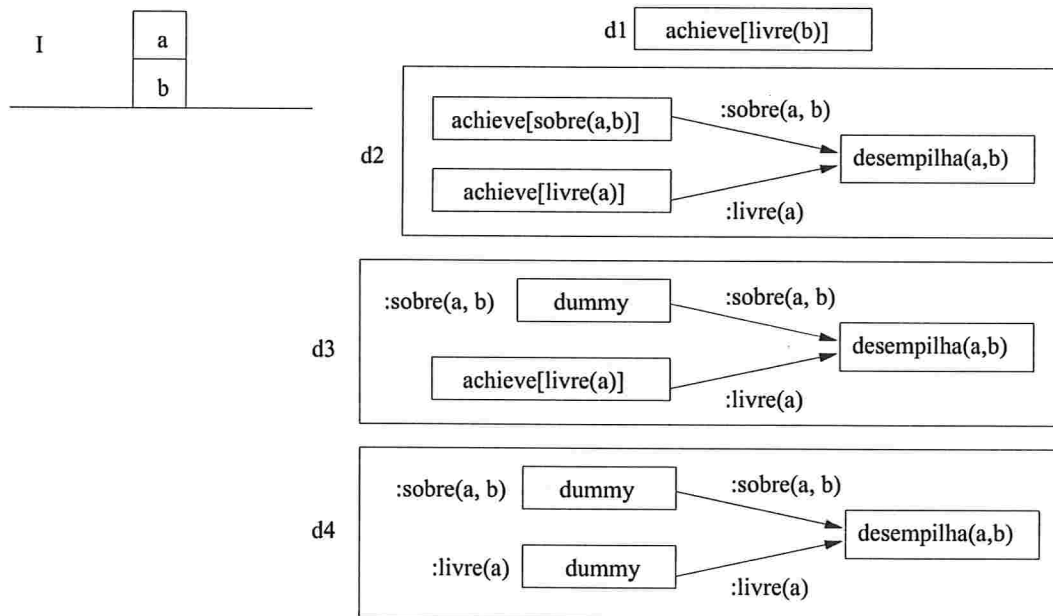 I
a
b
d1
achieve[livre(b)]
d2
achieve[sobre(a,b)]
:sobre(a, b)
desempilha(a,b)
achieve[livre(a)]
:livre(a)
d3
:sobre(a, b)
dummy
:sobre(a, b)
desempilha(a,b)
achieve[livre(a)]
:livre(a)
d4
:sobre(a, b)
dummy
:sobre(a, b)
desempilha(a,b)
:livre(a)
dummy
:livre(a)